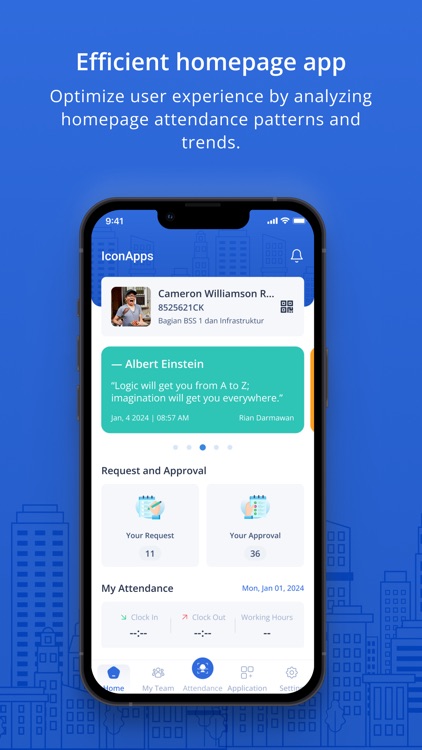 Efficient homepage app
Optimize user experience by analyzing
homepage attendance patterns and
trends.
9:41
IconApps
Cameron Williamson R...
8525621CK
Bagian BSS 1 dan Infrastruktur
— Albert Einstein
“Logic will get you from A to Z;
imagination will get you everywhere.”
Jan, 4 2024 | 08:57 AM Rian Darmawan
Request and Approval
Your Request Your Approval
11 36
My Attendance Mon, Jan 01, 2024
Clock In Clock Out Working Hours
--:-- --:-- --
Home My Team Attendance Application Settin